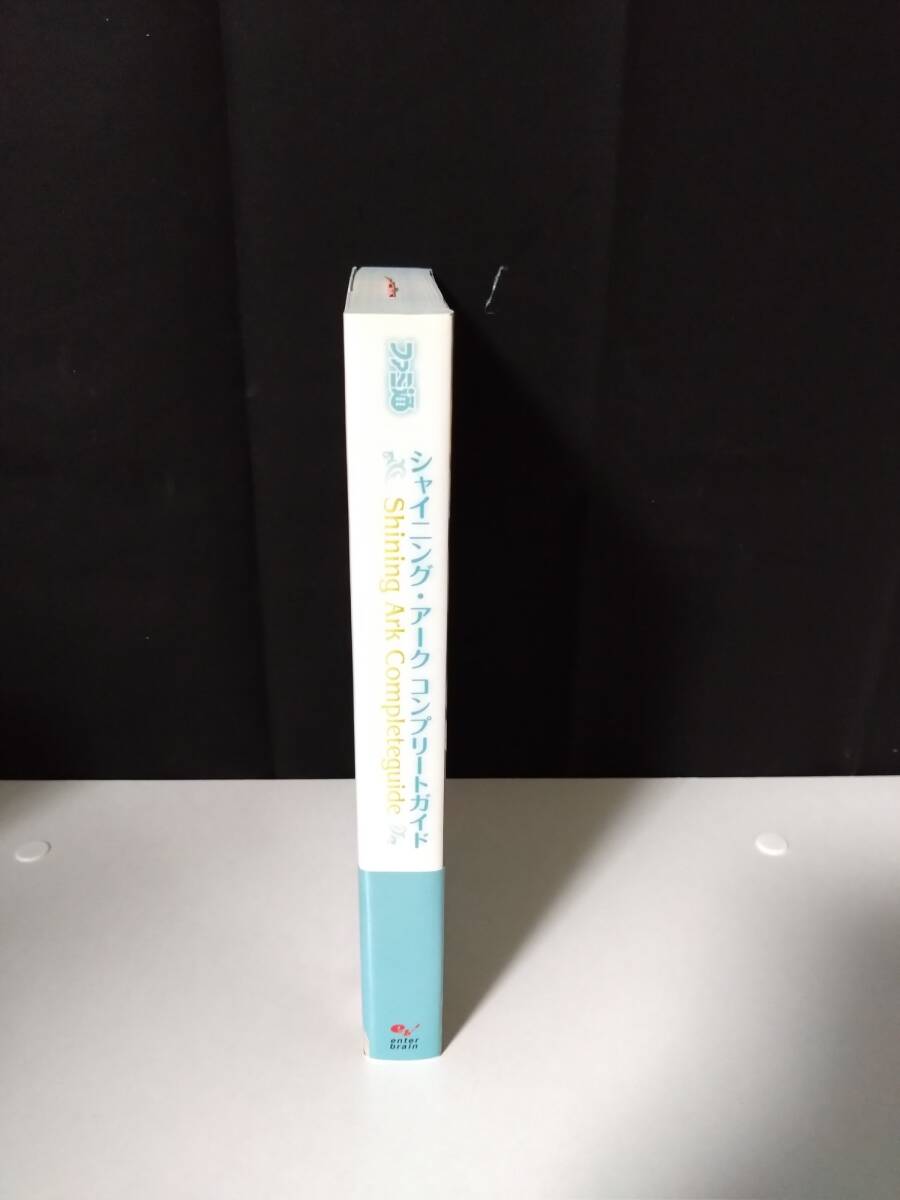 ファミ通
シャイニング・アーク コンプリートガイド
Shining Ark Completeguide
enter
brain